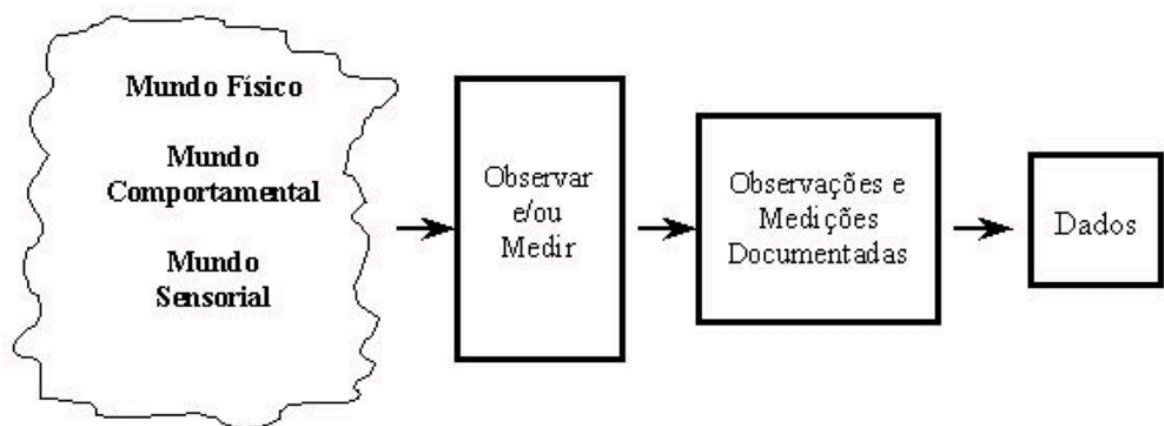 Mundo Físico
Mundo
Comportamental
Mundo
Sensorial
Observar
e/ou
Medir
Observações e
Medições
Documentadas
Dados